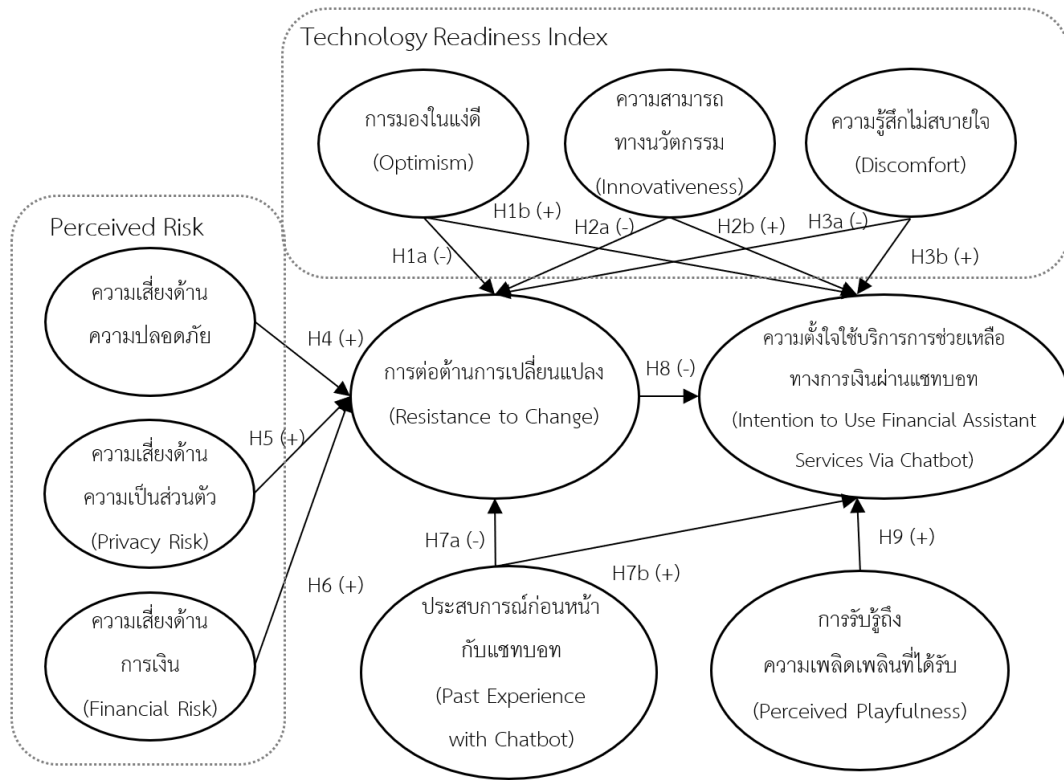 Technology Readiness Index
การมองในแง่ดี
(Optimism)
ความสามารถ
ทางนวัตกรรม
(Innovativeness)
ความรู้สึกไม่สบายใจ
(Discomfort)
H1b (+)
H2a (-)
H2b (+)
H3a (-)
H1a (-)
H3b (+)
Perceived Risk
ความเสี่ยงด้าน
ความปลอดภัย
H4 (+)
การต่อต้านการเปลี่ยนแปลง
(Resistance to Change)
H8 (-)
ความตั้งใจใช้บริการการช่วยเหลือ
ทางการเงินผ่านแชทบอท
(Intention to Use Financial Assistant
Services Via Chatbot)
H5 (+)
ความเสี่ยงด้าน
ความเป็นส่วนตัว
(Privacy Risk)
H7a (-)
H9 (+)
H6 (+)
H7b (+)
ความเสี่ยงด้าน
การเงิน
(Financial Risk)
ประสบการณ์ก่อนหน้า
กับแชทบอท
(Past Experience
with Chatbot)
การรับรู้ถึง
ความเพลิดเพลินที่ได้รับ
(Perceived Playfulness)